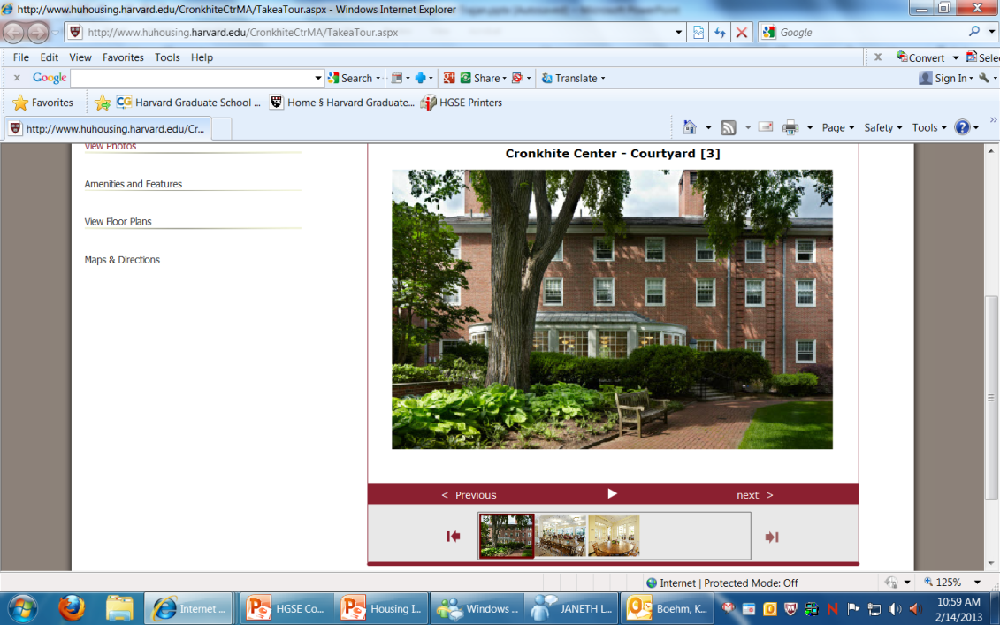 http://www.huhousing.harvard.edu/CronkhiteCtrMA/TakeaTour.aspx - Windows Internet Explorer
http://www.huhousing.harvard.edu/CronkhiteCtrMA/TakeaTour.aspx
Google
File Edit View Favorites Tools Help
x Convert Selec
x Google Search Share Translate Sign In
Favorites Harvard Graduate School ... Home § Harvard Graduate... HGSE Printers
http://www.huhousing.harvard.edu/Cr... Page Safety Tools
View Photos
Amenities and Features
View Floor Plans
Maps & Directions
Cronkhite Center - Courtyard [3]
< Previous next >
Internet | Protected Mode: Off 125%
Internet ... HGSE Co... Housing I... Windows ... JANETH L... Boehm, K...
10:59 AM
2/14/2013